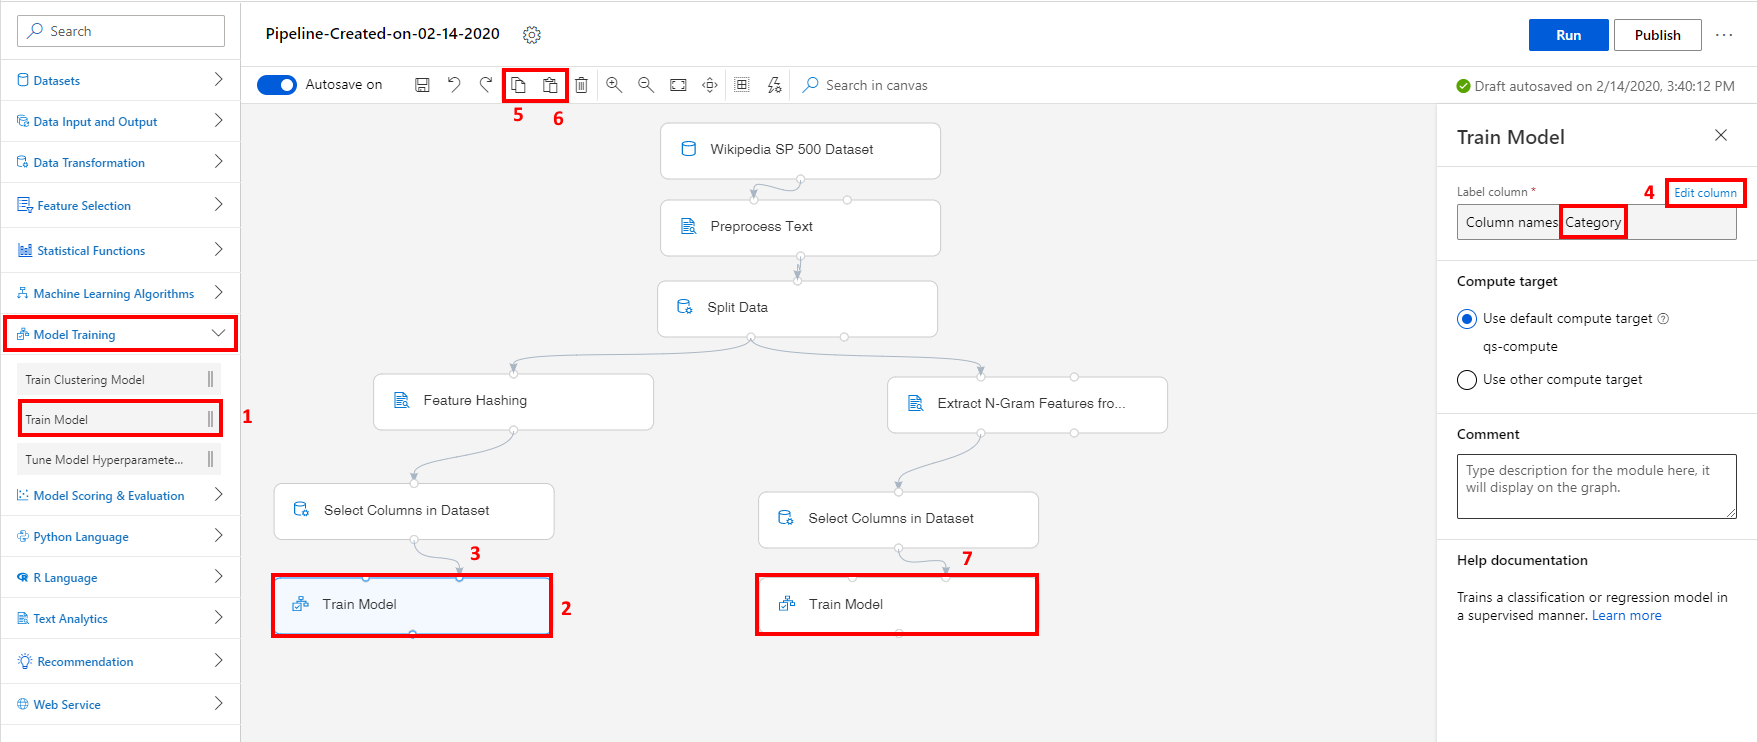 Search
Datasets
Data Input and Output
Data Transformation
Feature Selection
Statistical Functions
Machine Learning Algorithms
Model Training
Train Clustering Model
Train Model
1
Tune Model Hyperparamete...
Model Scoring & Evaluation
Python Language
R Language
Text Analytics
Recommendation
Web Service
Pipeline-Created-on-02-14-2020
Run
Publish
...
Autosave on
5
6
Search in canvas
Draft autosaved on 2/14/2020, 3:40:12 PM
Wikipedia SP 500 Dataset
Preprocess Text
Split Data
Feature Hashing
Extract N-Gram Features fro...
Select Columns in Dataset
Select Columns in Dataset
3
7
Train Model
2
Train Model
Train Model
Label column *
4
Edit column
Column names Category
Compute target
Use default compute target
qs-compute
Use other compute target
Comment
Type description for the module here, it
will display on the graph.
Help documentation
Trains a classification or regression model in
a supervised manner. Learn more